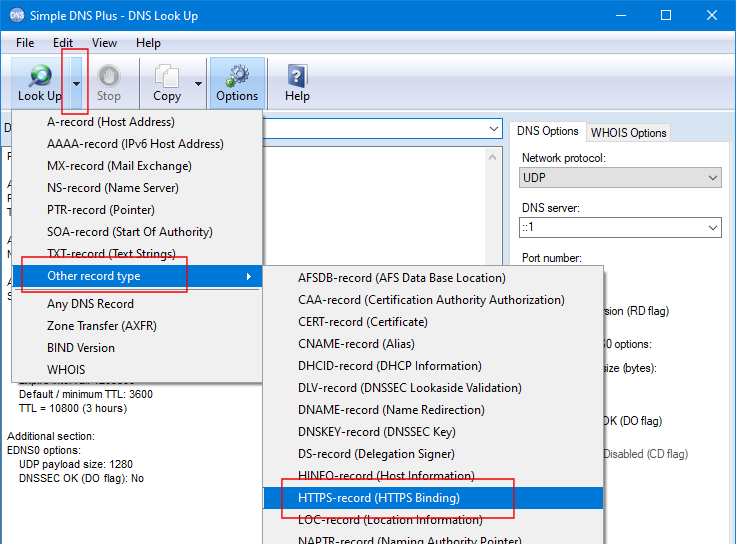 DNS Simple DNS Plus - DNS Look Up
File Edit View Help
Look Up Stop Copy Options Help
A-record (Host Address)
AAAA-record (IPv6 Host Address)
MX-record (Mail Exchange)
NS-record (Name Server)
PTR-record (Pointer)
SOA-record (Start Of Authority)
TXT-record (Text Strings)
Other record type
Any DNS Record
Zone Transfer (AXFR)
BIND Version
WHOIS
Default / minimum TTL: 3600
TTL = 10800 (3 hours)
Additional section:
EDNS0 options:
UDP payload size: 1280
DNSSEC OK (DO flag): No
AFSDB-record (AFS Data Base Location)
CAA-record (Certification Authority Authorization)
CERT-record (Certificate)
CNAME-record (Alias)
DHCID-record (DHCP Information)
DLV-record (DNSSEC Lookaside Validation)
DNAME-record (Name Redirection)
DNSKEY-record (DNSSEC Key)
DS-record (Delegation Signer)
HINFO-record (Host Information)
HTTPS-record (HTTPS Binding)
LOC-record (Location Information)
NAPTR-record (Naming Authority Pointer)
DNS Options WHOIS Options
Network protocol:
UDP
DNS server:
::1
Port number:
(RD flag)
options:
size (bytes):
(DO flag)
Disabled (CD flag)